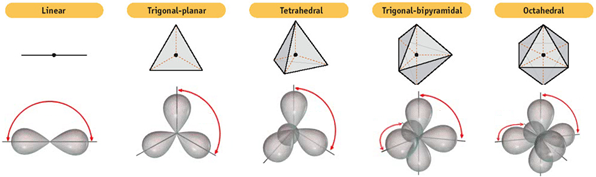 Linear
Trigonal-planar
Tetrahedral
Trigonal-bipyramidal
Octahedral